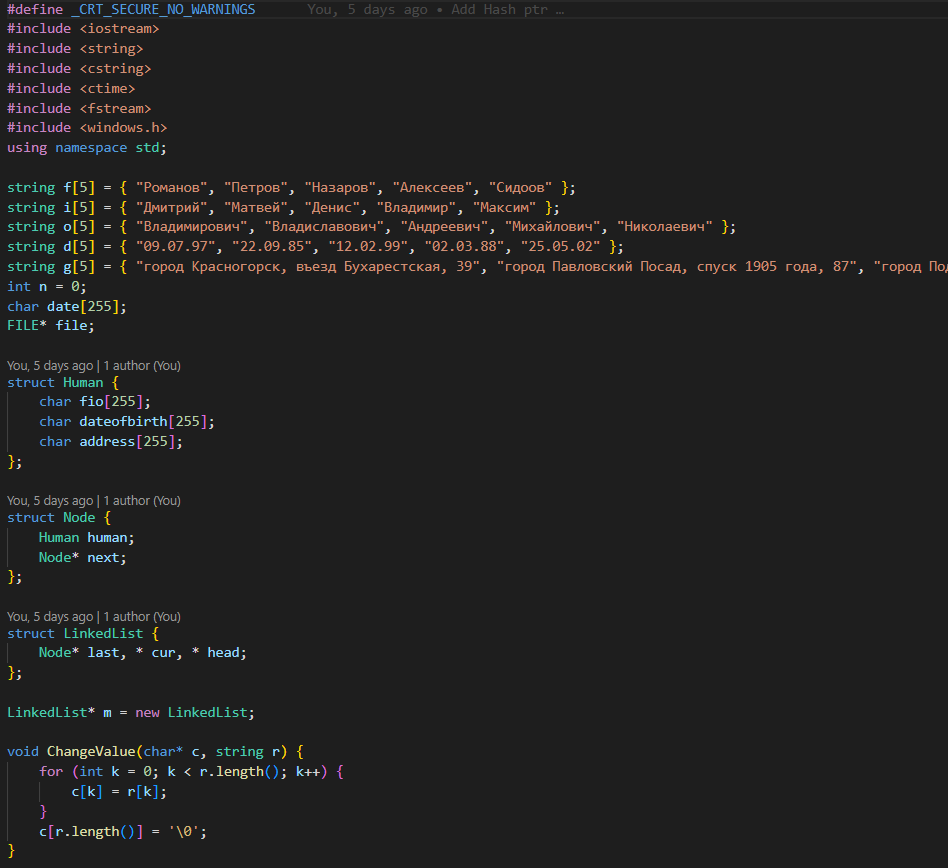 #define _CRT_SECURE_NO_WARNINGS You, 5 days ago • Add Hash ptr …
#include <iostream>
#include <string>
#include <cstring>
#include <ctime>
#include <fstream>
#include <windows.h>
using namespace std;
string f[5] = { "Романов", "Петров", "Назаров", "Алексеев", "Сидоов" };
string i[5] = { "Дмитрий", "Матвей", "Денис", "Владимир", "Максим" };
string o[5] = { "Владимирович", "Владиславович", "Андреевич", "Михайлович", "Николаевич" };
string d[5] = { "09.07.97", "22.09.85", "12.02.99", "02.03.88", "25.05.02" };
string g[5] = { "город Красногорск, въезд Бухарестская, 39", "город Павловский Посад, спуск 1905 года, 87", "город
int n = 0;
char date[255];
FILE* file;
You, 5 days ago | 1 author (You)
struct Human {
    char fio[255];
    char dateofbirth[255];
    char address[255];
};
You, 5 days ago | 1 author (You)
struct Node {
    Human human;
    Node* next;
};
You, 5 days ago | 1 author (You)
struct LinkedList {
    Node* last, * cur, * head;
};
LinkedList* m = new LinkedList;
void ChangeValue(char* c, string r) {
    for (int k = 0; k < r.length(); k++) {
        c[k] = r[k];
    }
    c[r.length()] = '\0';
}